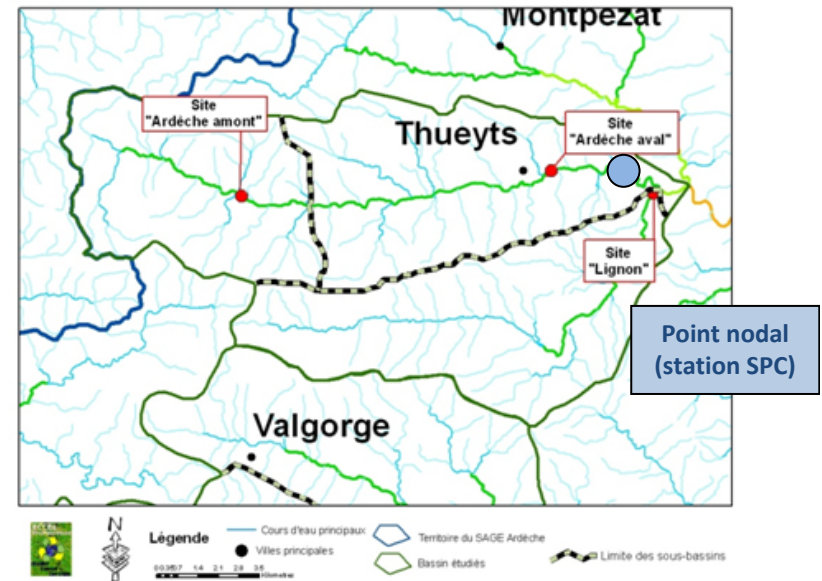 Montpezat
Site
"Ardèche amont"
Thueyts
Site
"Ardèche aval"
Site
"Lignon"
Point nodal
(station SPC)
Valgorge
N
Légende
Cours d'eau principaux
Villes principales
Territoire du SAGE Ardèche
Bassin étudiés
Limite des sous-bassins